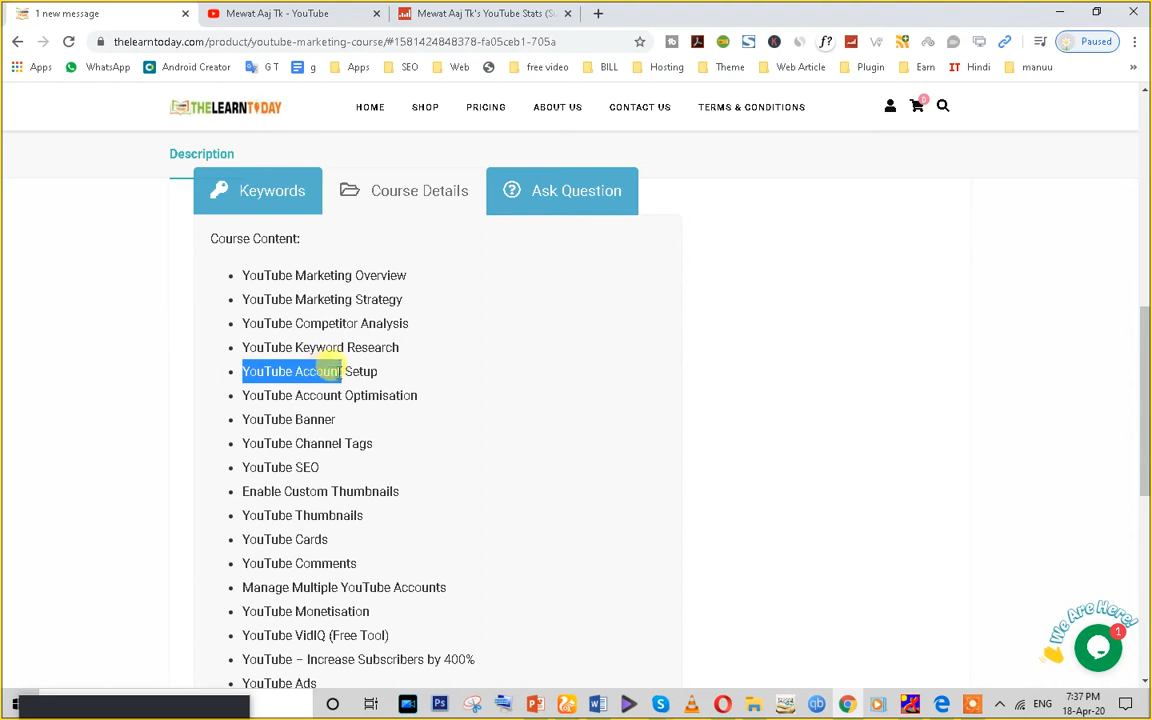 1 new message
Mewat Aaj Tk - YouTube
Mewat Aaj Tk's YouTube Stats (Su
thelearntoday.com/product/youtube-marketing-course/#1581424848378-fa05ceb1-705a
Paused
Apps WhatsApp Android Creator G T g Apps SEO Web free video BILL Hosting Theme Web Article Plugin Earn IT Hindi manuu
THELEARNTODAY
HOME SHOP PRICING ABOUT US CONTACT US TERMS & CONDITIONS 0
Description
Keywords Course Details Ask Question
Course Content:
• YouTube Marketing Overview
• YouTube Marketing Strategy
• YouTube Competitor Analysis
• YouTube Keyword Research
• YouTube Account Setup
• YouTube Account Optimisation
• YouTube Banner
• YouTube Channel Tags
• YouTube SEO
• Enable Custom Thumbnails
• YouTube Thumbnails
• YouTube Cards
• YouTube Comments
• Manage Multiple YouTube Accounts
• YouTube Monetisation
• YouTube VidIQ (Free Tool)
• YouTube – Increase Subscribers by 400%
• YouTube Ads
We Are Here!
1
ENG
7:37 PM
18-Apr-20